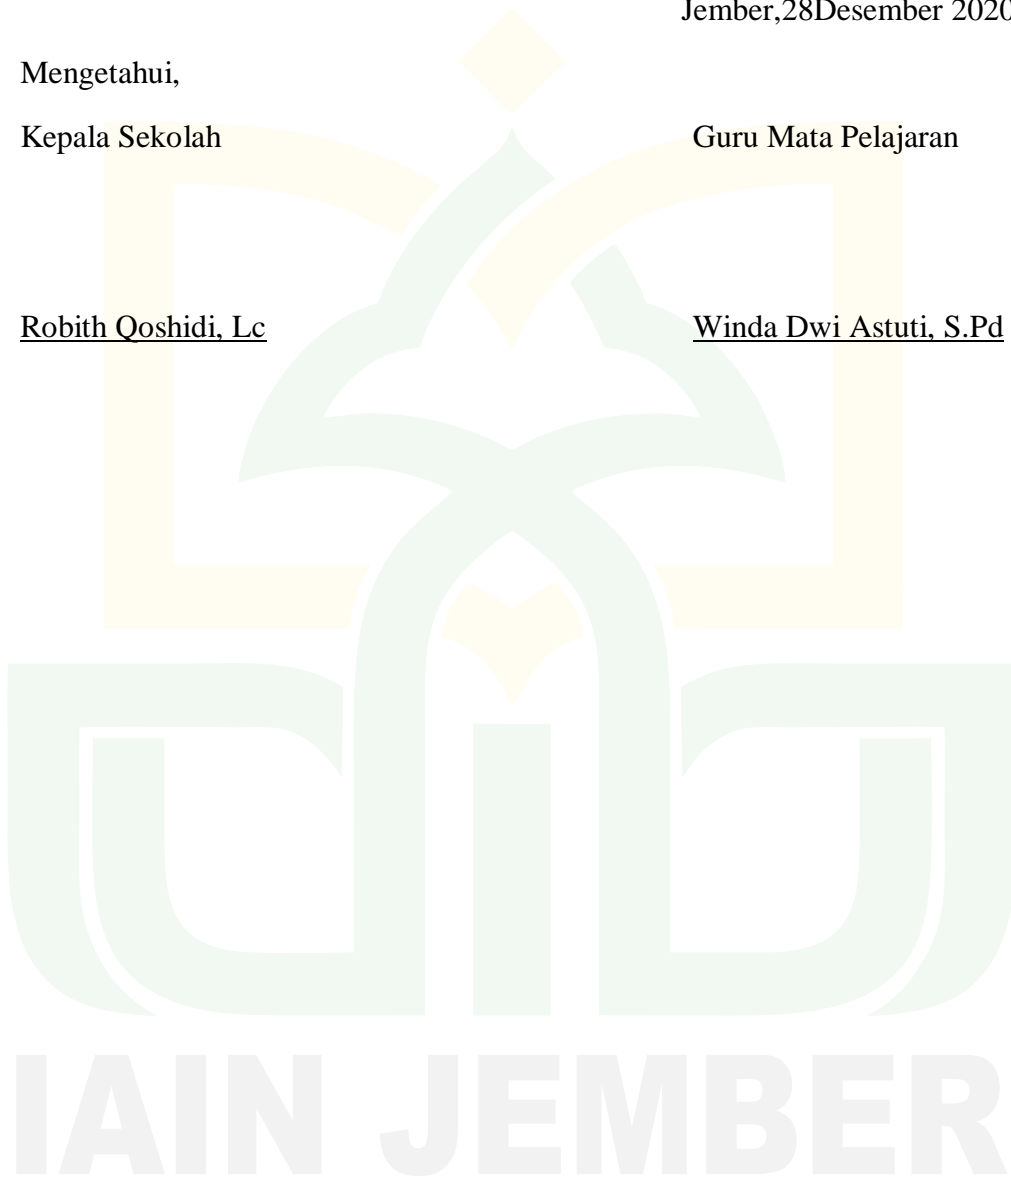 Jember,28Desember 2020
Mengetahui,
Kepala Sekolah Guru Mata Pelajaran
Robith Qoshidi, Lc Winda Dwi Astuti, S.Pd
IAIN JEMBER